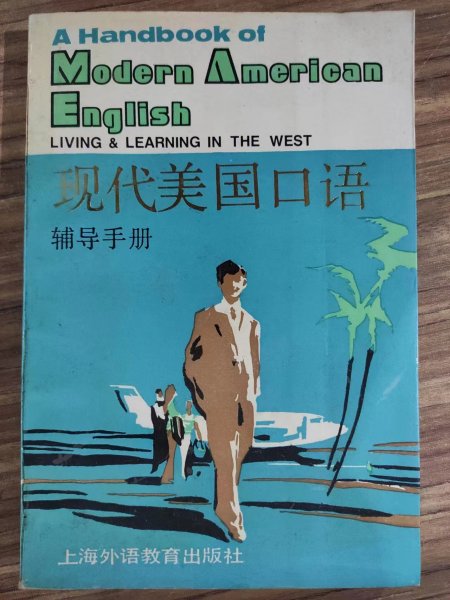 A Handbook of
Modern American
English
LIVING & LEARNING IN THE WEST
现代美国口语
辅导手册
上海外语教育出版社